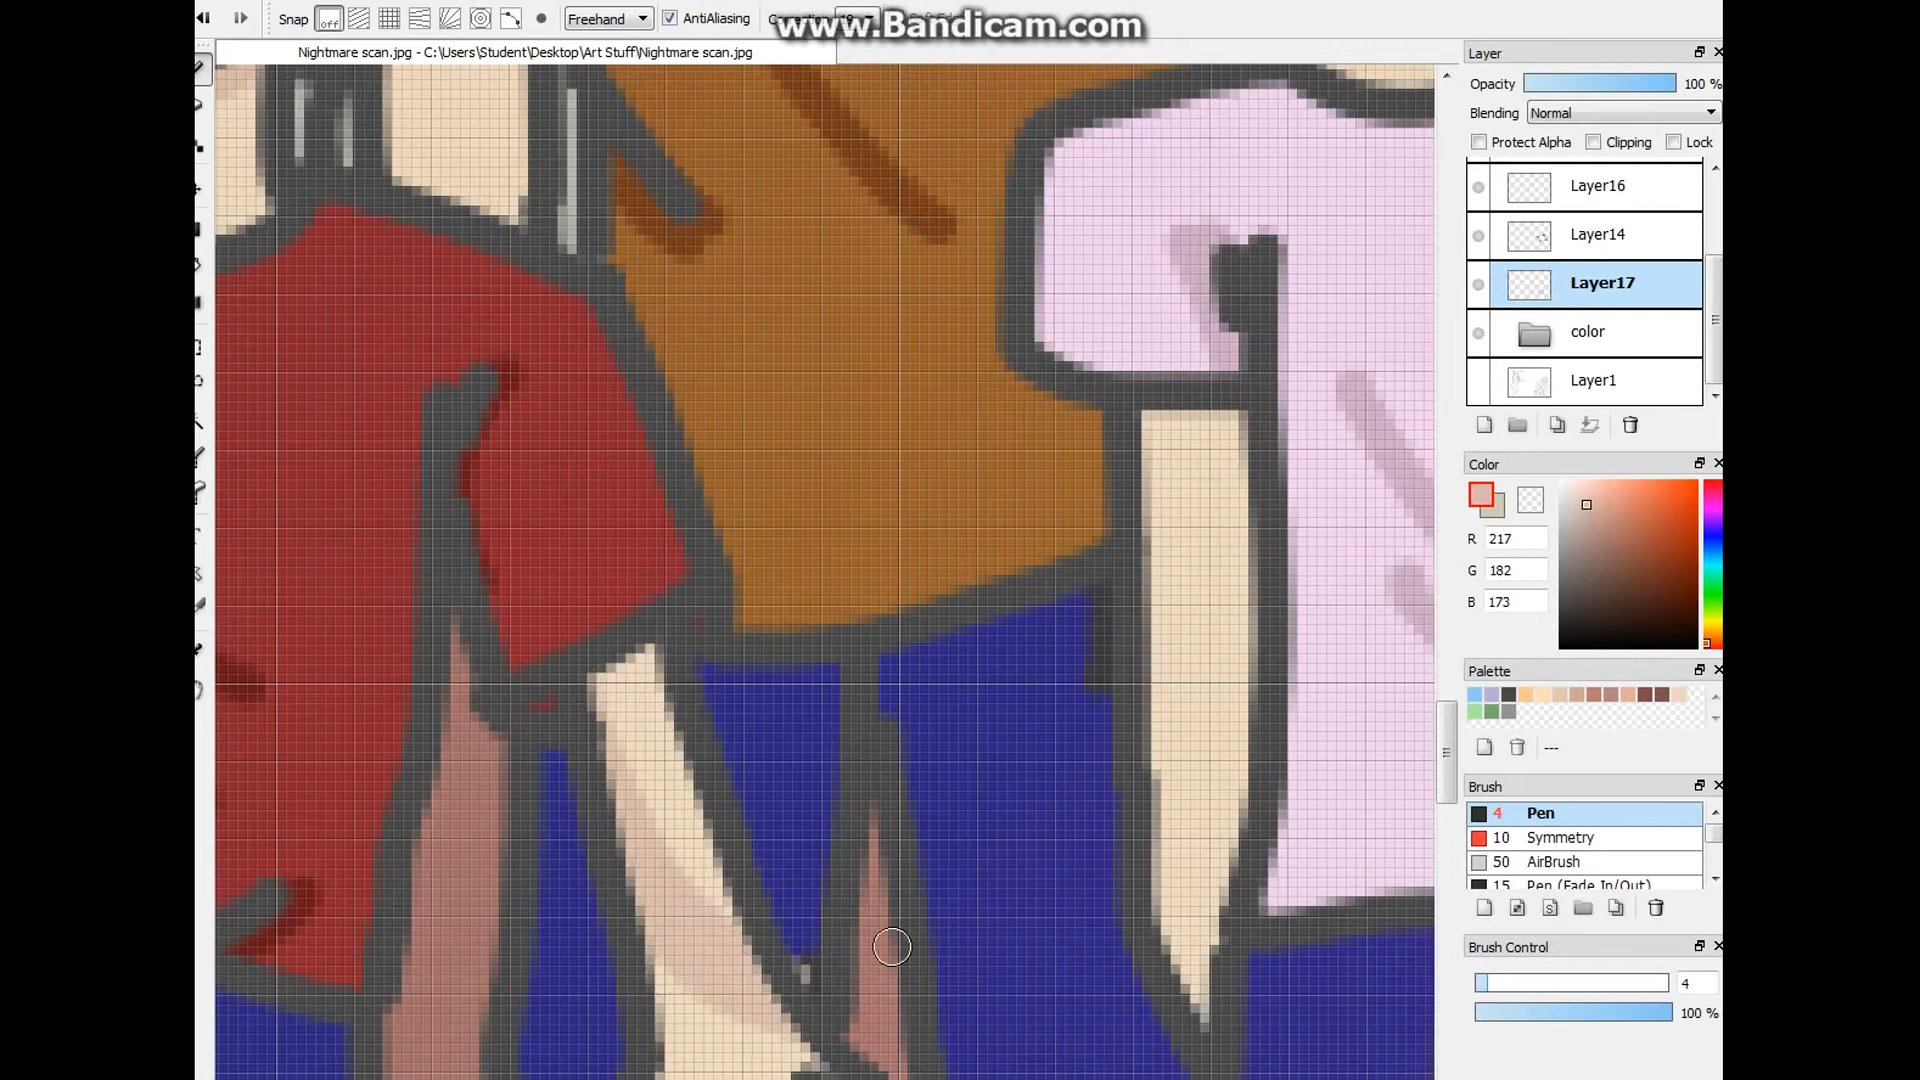 Snap off Freehand AntiAliasing
www.Bandicam.com
Nightmare scan.jpg - C:\Users\Student\Desktop\Art Stuff\Nightmare scan.jpg
Layer
Opacity 100 %
Blending Normal
Protect Alpha Clipping Lock
Layer16
Layer14
Layer17
color
Layer1
Color
R 217
G 182
B 173
Palette
---
Brush
4 Pen
10 Symmetry
50 AirBrush
15 Pen (Fade In/Out)
Brush Control
4
100 %